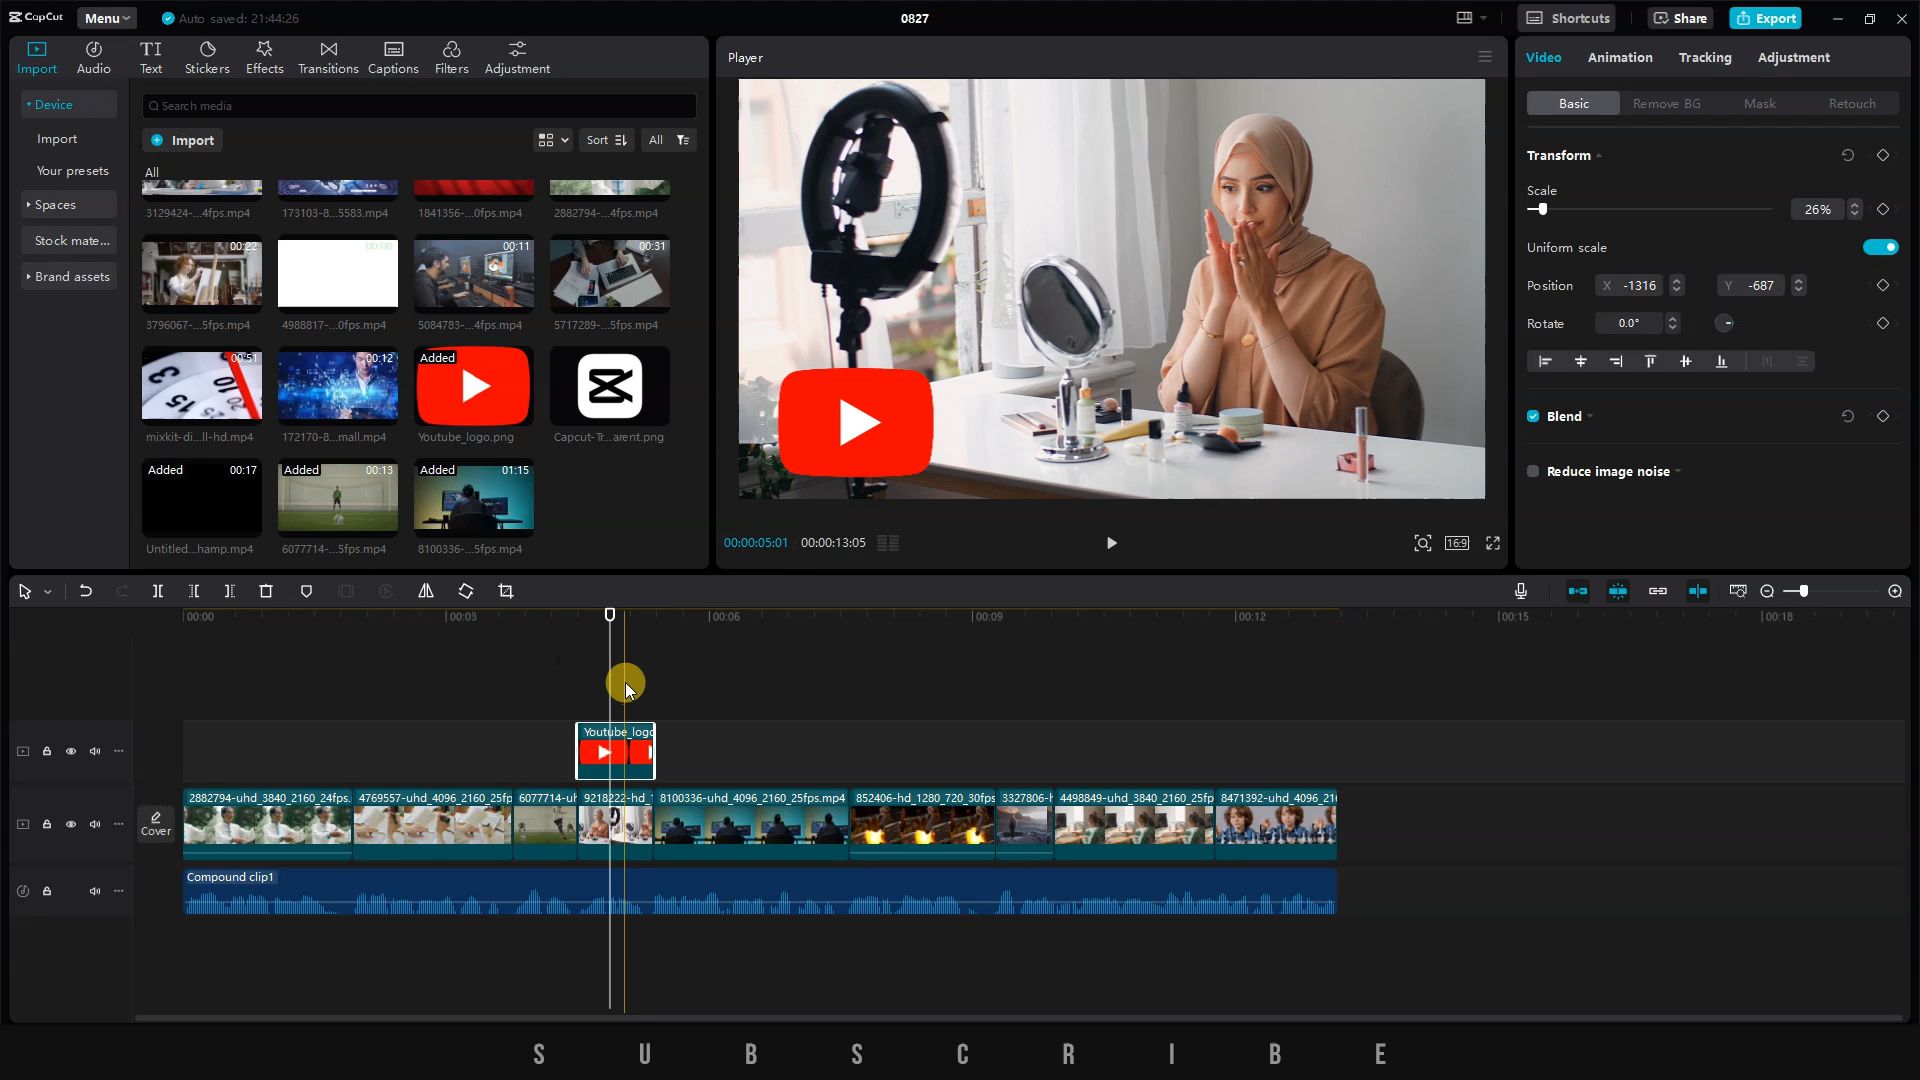 CapCut
Menu
Auto saved: 21:44:26
0827
Shortcuts
Share
Export
Import
Audio
TI
Text
Stickers
Effects
Transitions
Captions
Filters
Adjustment
Device
Import
Your presets
Spaces
Stock mate...
Brand assets
Search media
Import
Sort
All
All
3129424-...4fps.mp4
173103-8...5583.mp4
1841356-...0fps.mp4
2882794-...4fps.mp4
00:22
00:11
00:31
3796067-...5fps.mp4
4988817-...0fps.mp4
5084783-...4fps.mp4
5717289-...5fps.mp4
00:51
00:12
Added
mixkit-di...ll-hd.mp4
172170-8...mall.mp4
Youtube_logo.png
Capcut-Tr...arent.png
Added 00:17
Added 00:13
Added 01:15
Untitled...hamp.mp4
6077714-...5fps.mp4
8100336-...5fps.mp4
Player
00:00:05:01
00:00:13:05
16:9
Video
Animation
Tracking
Adjustment
Basic
Remove BG
Mask
Retouch
Transform
Scale
26%
Uniform scale
Position
X -1316
Y -687
Rotate
0.0°
Blend
Reduce image noise
00:00
00:03
00:06
00:09
00:12
00:15
00:18
Youtube_logo
Cover
2882794-uhd_3840_2160_24fps.
4769557-uhd_4096_2160_25fp
6077714-uh
9218222-hd_1
8100336-uhd_4096_2160_25fps.mp4
852406-hd_1280_720_30fps
3327806-h
4498849-uhd_3840_2160_25fp
8471392-uhd_4096_216
Compound clip1
S U B S C R I B E